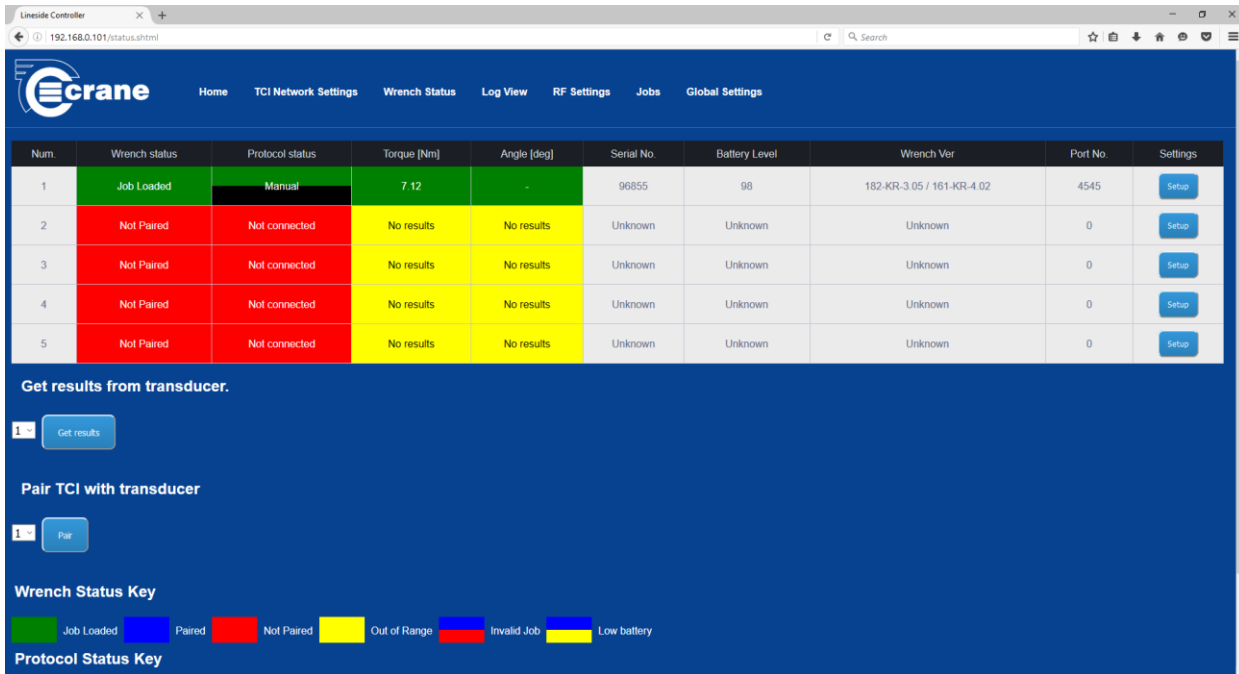 Lineside Controller
192.168.0.101/status.shtml
Search
crane
Home TCI Network Settings Wrench Status Log View RF Settings Jobs Global Settings
Num. Wrench status Protocol status Torque [Nm] Angle [deg] Serial No. Battery Level Wrench Ver Port No. Settings
1 Job Loaded Manual 7.12 - 96855 98 182-KR-3.05 / 161-KR-4.02 4545 Setup
2 Not Paired Not connected No results No results Unknown Unknown Unknown 0 Setup
3 Not Paired Not connected No results No results Unknown Unknown Unknown 0 Setup
4 Not Paired Not connected No results No results Unknown Unknown Unknown 0 Setup
5 Not Paired Not connected No results No results Unknown Unknown Unknown 0 Setup
Get results from transducer.
1 Get results
Pair TCI with transducer
1 Pair
Wrench Status Key
Job Loaded Paired Not Paired Out of Range Invalid Job Low battery
Protocol Status Key